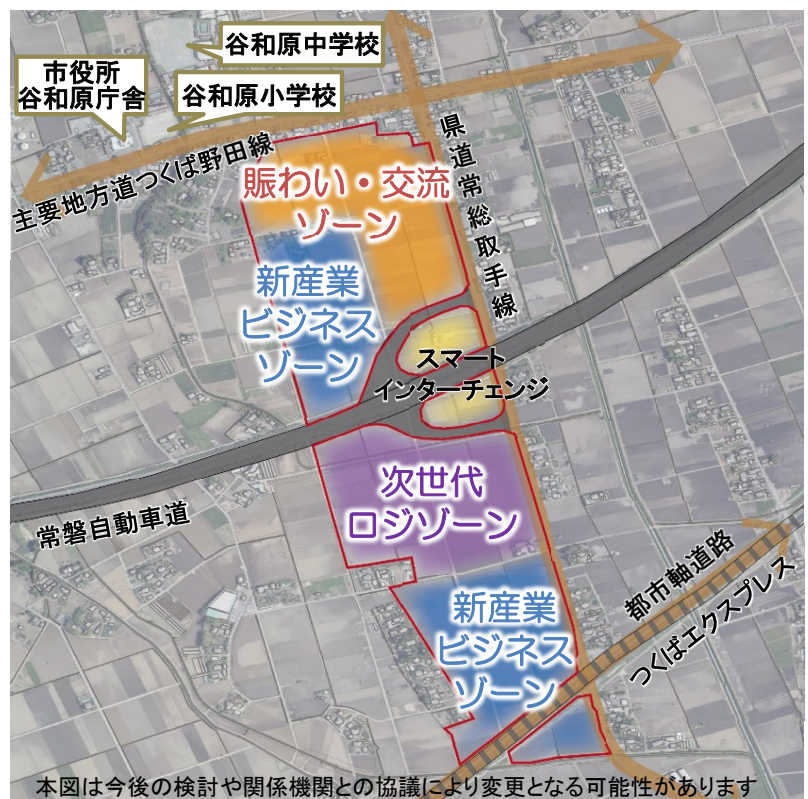 谷和原中学校
市役所
谷和原庁舎
谷和原小学校
主要地方道つくば野田線
県道常総取手線
賑わい・交流
ゾーン
新産業
ビジネス
ゾーン
スマート
インターチェンジ
次世代
ロジゾーン
常磐自動車道
新産業
ビジネス
ゾーン
都市軸道路
つくばエクスプレス
本図は今後の検討や関係機関との協議により変更となる可能性があります